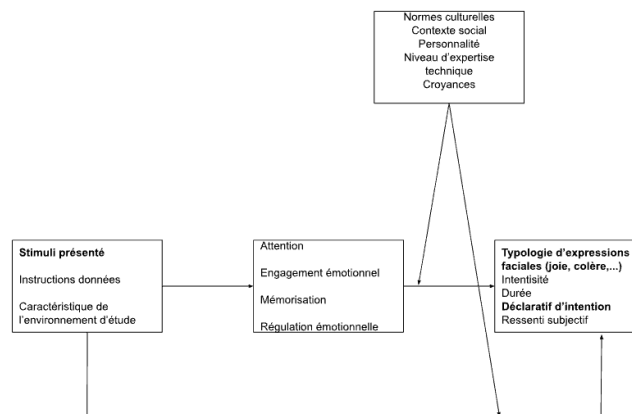 Normes culturelles
Contexte social
Personnalité
Niveau d'expertise
technique
Croyances
Stimuli présenté
Instructions données
Caractéristique de
l'environnement d'étude
Attention
Engagement émotionnel
Mémorisation
Régulation émotionnelle
Typologie d'expressions
faciales (joie, colère,...)
Intentisité
Durée
Déclaratif d'intention
Ressenti subjectif